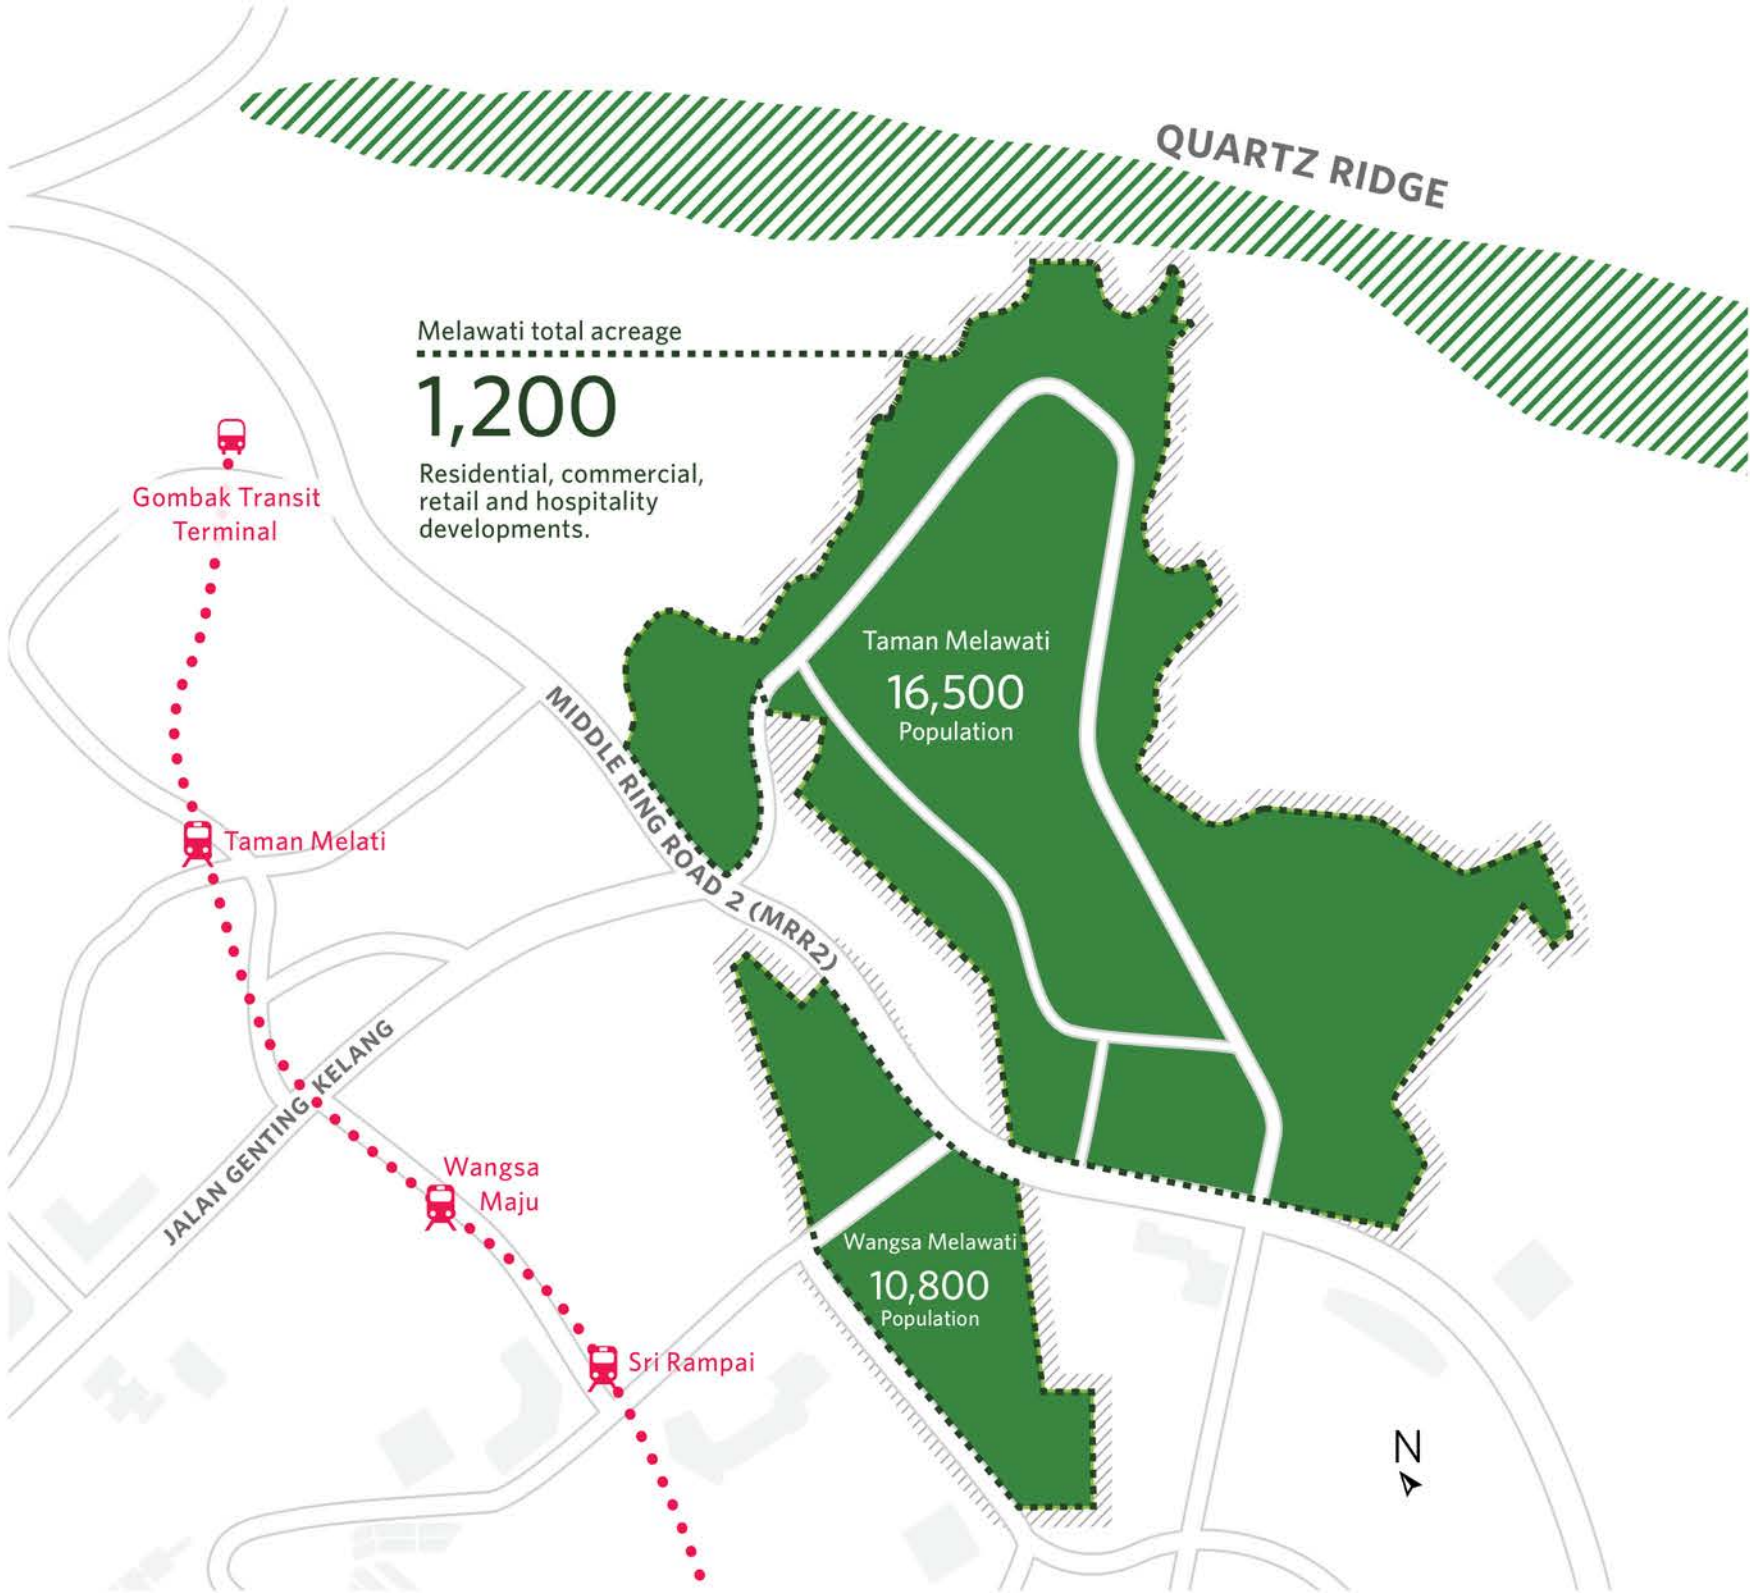 QUARTZ RIDGE
Melawati total acreage
1,200
Residential, commercial,
retail and hospitality
developments.
Gombak Transit
Terminal
Taman Melawati
16,500
Population
MIDDLE RING ROAD 2 (MRR2)
Taman Melati
JALAN GENTING KELANG
Wangsa
Maju
Wangsa Melawati
10,800
Population
Sri Rampai
N